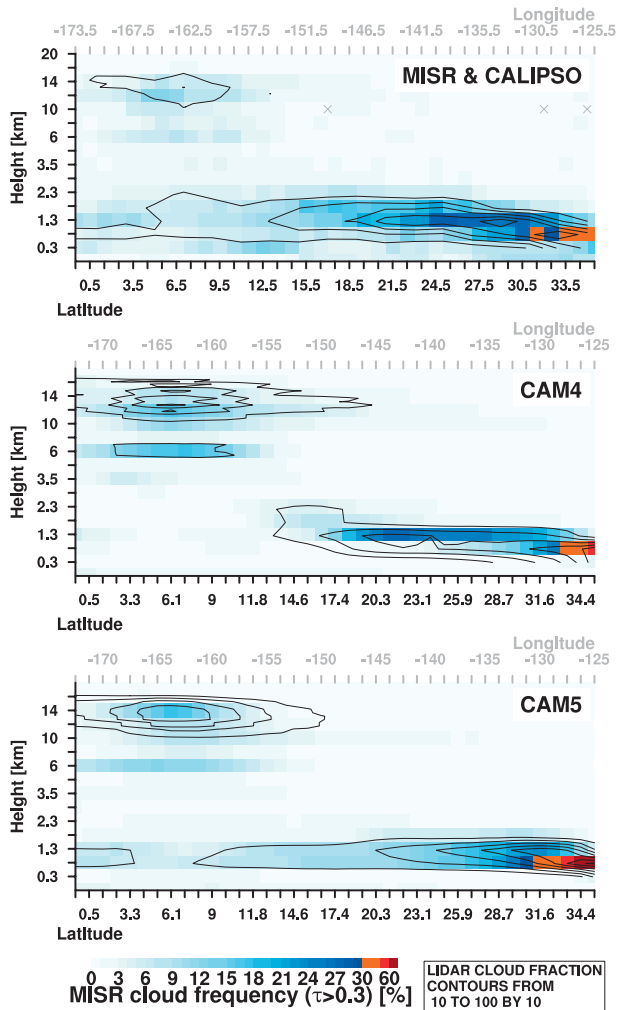 Longitude
-173.5 -167.5 -162.5 -157.5 -151.5 -146.5 -141.5 -135.5 -130.5 -125.5
MISR & CALIPSO
Height [km]
20
14
10
6
3.5
2.3
1.3
0.3
0.5 3.5 6.5 9.5 12.5 15.5 18.5 21.5 24.5 27.5 30.5 33.5
Latitude
Longitude
-170 -165 -160 -155 -150 -145 -140 -135 -130 -125
CAM4
Height [km]
14
10
6
3.5
2.3
1.3
0.3
0.5 3.3 6.1 9 11.8 14.6 17.4 20.3 23.1 25.9 28.7 31.6 34.4
Latitude
Longitude
-170 -165 -160 -155 -150 -145 -140 -135 -130 -125
CAM5
Height [km]
14
10
6
3.5
2.3
1.3
0.3
0.5 3.3 6.1 9 11.8 14.6 17.4 20.3 23.1 25.9 28.7 31.6 34.4
Latitude
0 3 6 9 12 15 18 21 24 27 30 60
MISR cloud frequency (τ>0.3) [%]
LIDAR CLOUD FRACTION
CONTOURS FROM
10 TO 100 BY 10